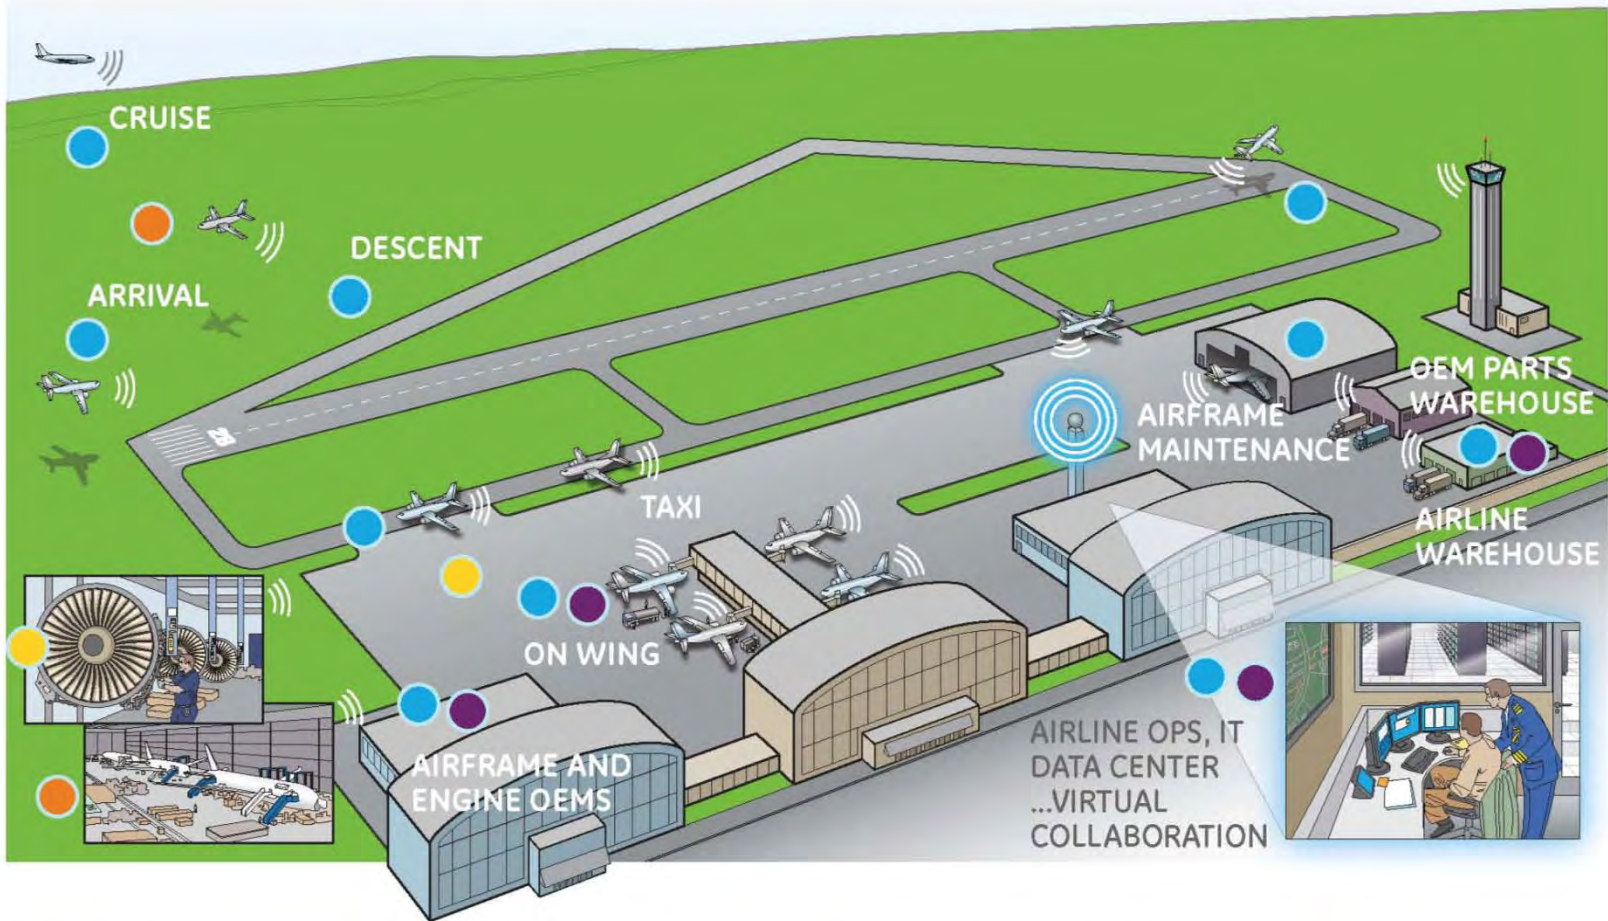 CRUISE
DESCENT
ARRIVAL
28
OEM PARTS
WAREHOUSE
AIRFRAME
MAINTENANCE
TAXI
AIRLINE
WAREHOUSE
ON WING
AIRFRAME AND
ENGINE OEMS
AIRLINE OPS, IT
DATA CENTER
...VIRTUAL
COLLABORATION